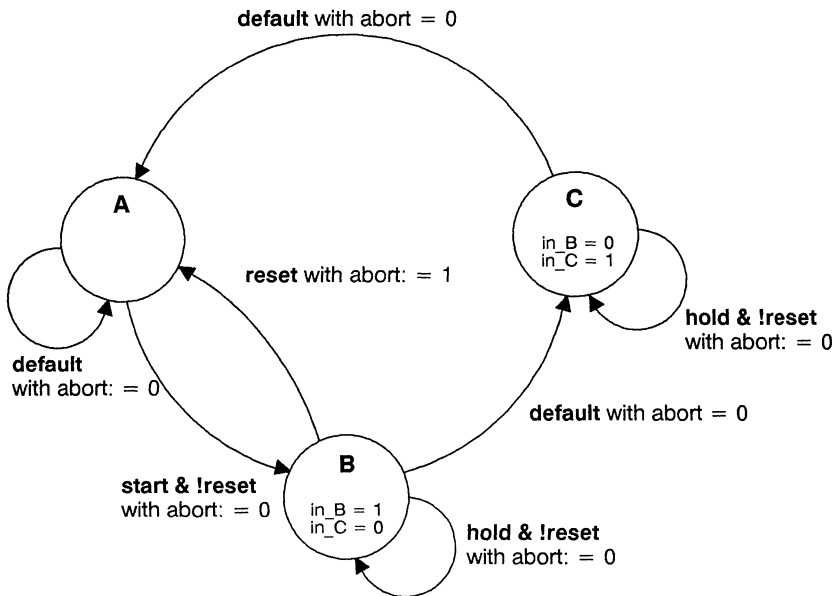 default with abort = 0
A
C
in_B = 0
in_C = 1
reset with abort: = 1
hold & !reset
with abort: = 0
default
with abort: = 0
default with abort = 0
B
in_B = 1
in_C = 0
start & !reset
with abort: = 0
hold & !reset
with abort: = 0